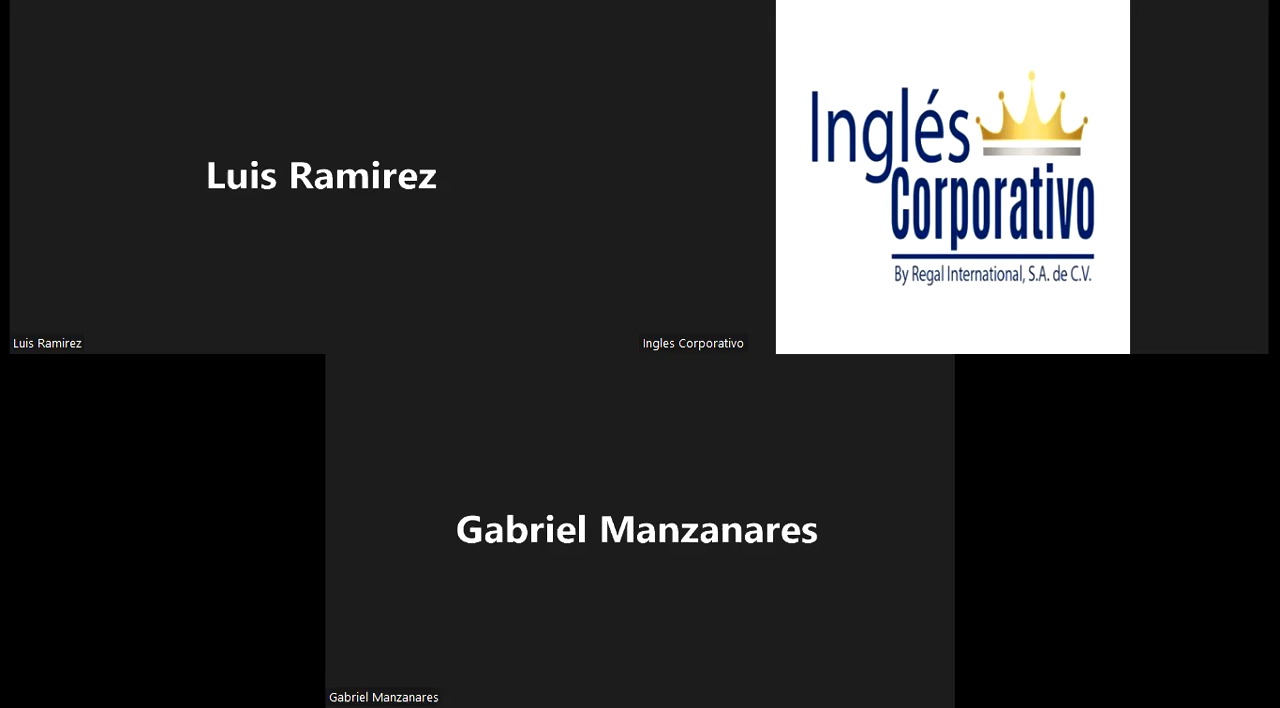 Luis Ramirez
Inglés
Corporativo
By Regal International, S.A. de C.V.
Luis Ramirez
Ingles Corporativo
Gabriel Manzanares
Gabriel Manzanares